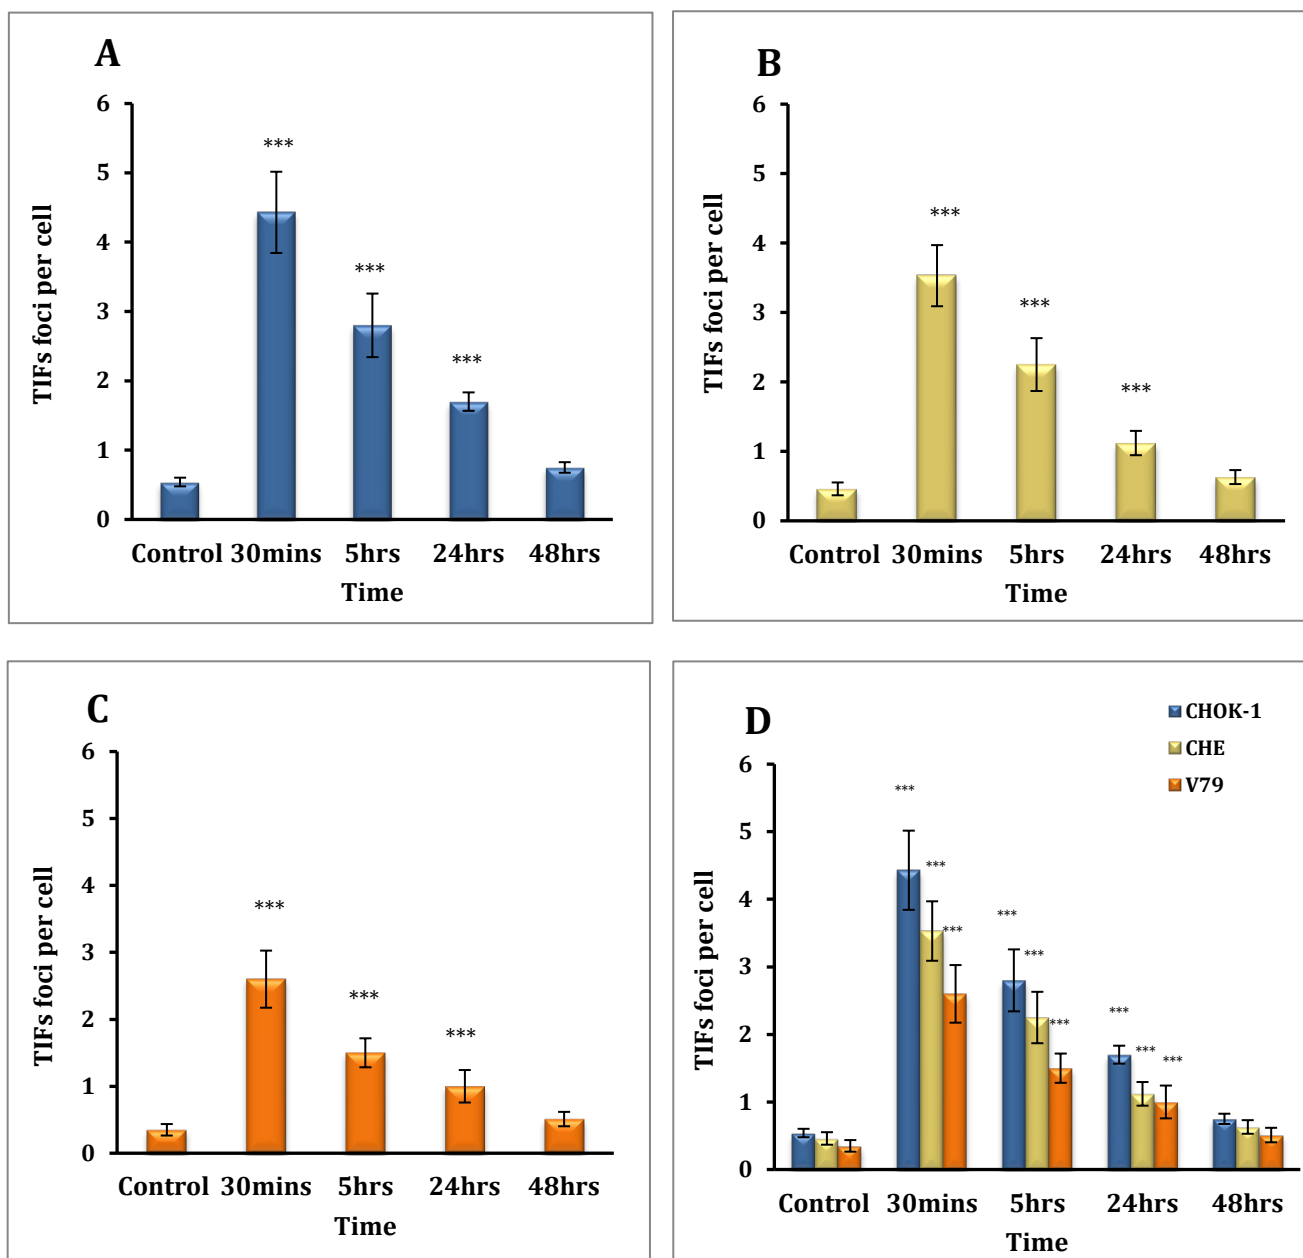 A
6
5
4
3
2
1
0
TIFs foci per cell
***
***
***
Control 30mins 5hrs 24hrs 48hrs
Time
B
6
5
4
3
2
1
0
TIFs foci per cell
***
***
***
Control 30mins 5hrs 24hrs 48hrs
Time
C
6
5
4
3
2
1
0
TIFs foci per cell
***
***
***
Control 30mins 5hrs 24hrs 48hrs
Time
D
CHOK-1
CHE
V79
6
5
4
3
2
1
0
TIFs foci per cell
***
***
***
***
***
***
***
***
***
Control 30mins 5hrs 24hrs 48hrs
Time